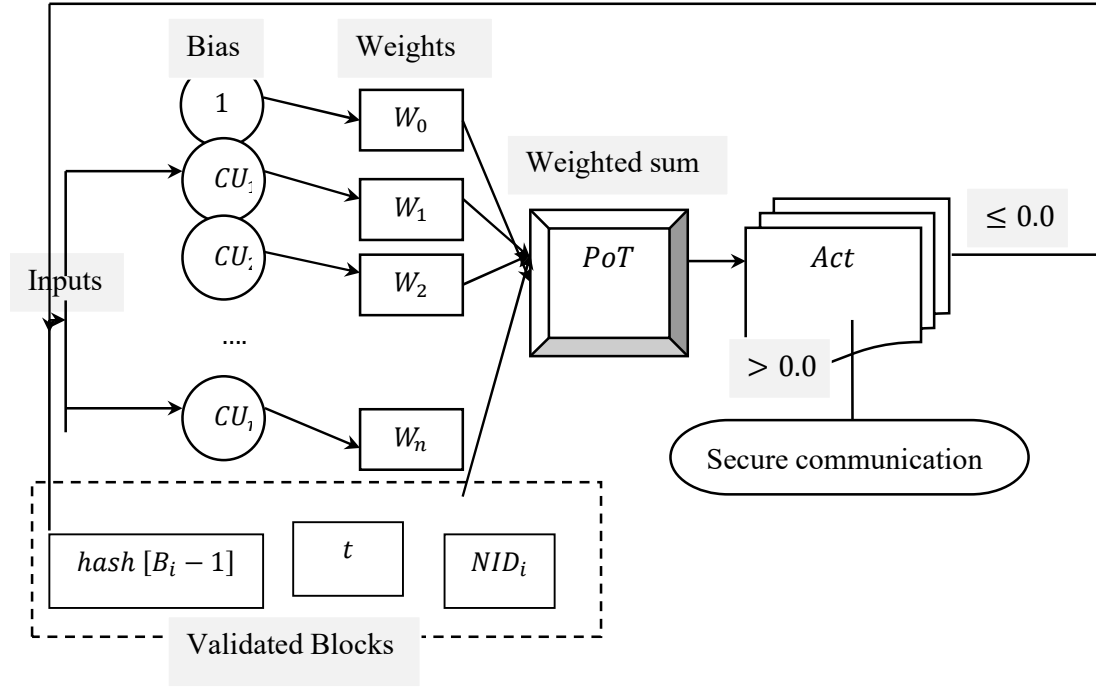 Bias
Weights
1
W₀
Weighted sum
CU₁
W₁
≤ 0.0
PoT
Act
CU₂
W₂
Inputs
....
> 0.0
CUₙ
Wₙ
Secure communication
hash [Bᵢ − 1]
t
NIDᵢ
Validated Blocks